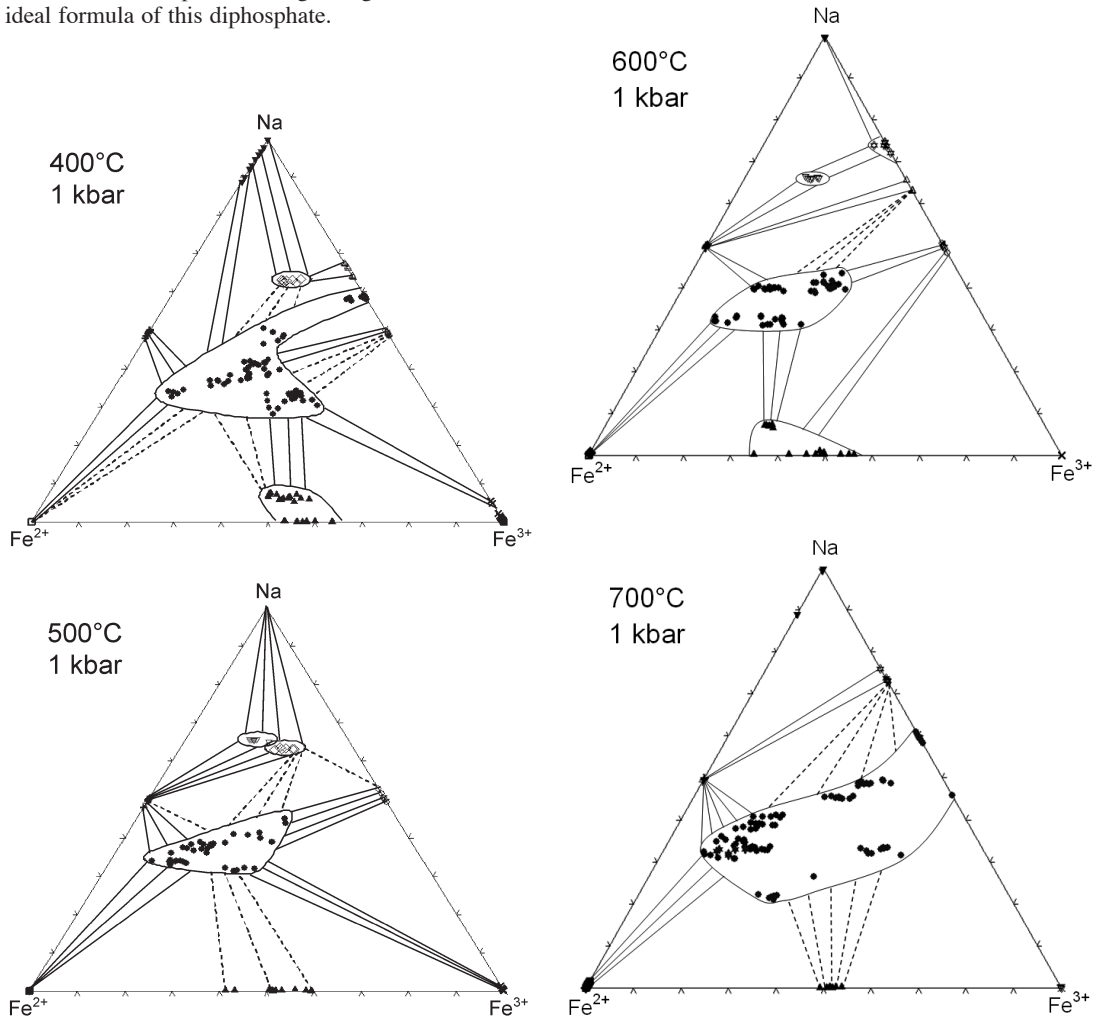 ideal formula of this diphosphate.
400°C
1 kbar
Na
Fe2+
Fe3+
600°C
1 kbar
Na
Fe2+
Fe3+
500°C
1 kbar
Na
Fe2+
Fe3+
700°C
1 kbar
Na
Fe2+
Fe3+